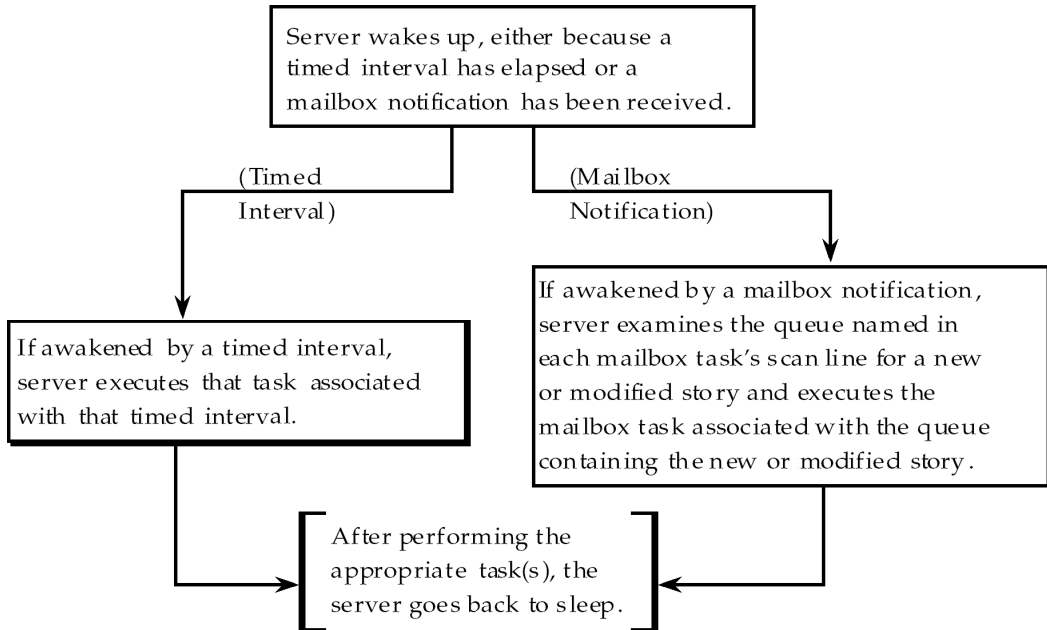 Server wakes up, either because a
timed interval has elapsed or a
mailbox notification has been received.
(Timed
Interval)
(Mailbox
Notification)
If awakened by a timed interval,
server executes that task associated
with that timed interval.
If awakened by a mailbox notification,
server examines the queue named in
each mailbox task's scan line for a new
or modified story and executes the
mailbox task associated with the queue
containing the new or modified story.
After performing the
appropriate task(s), the
server goes back to sleep.